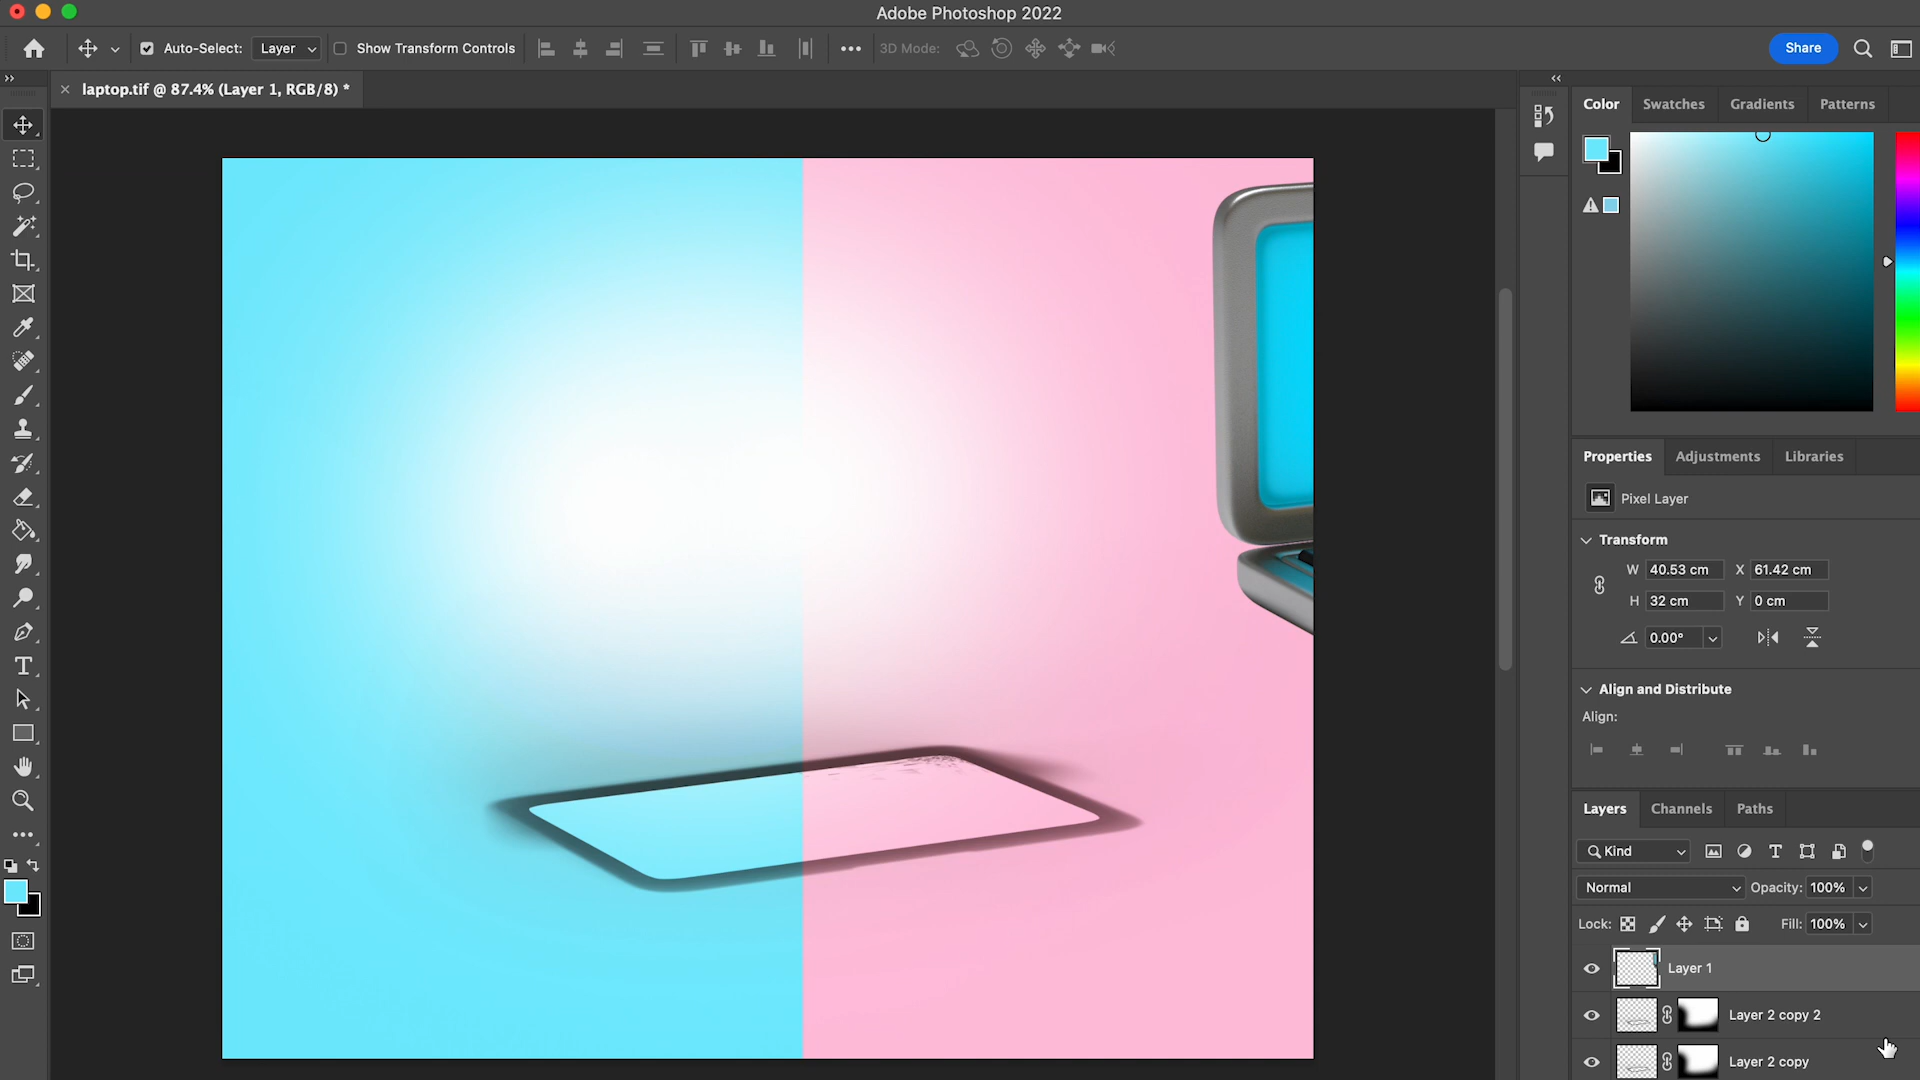 Adobe Photoshop 2022
Auto-Select: Layer Show Transform Controls 3D Mode: Share
laptop.tif @ 87.4% (Layer 1, RGB/8) *
Color Swatches Gradients Patterns
Properties Adjustments Libraries
Pixel Layer
Transform
W 40.53 cm X 61.42 cm
H 32 cm Y 0 cm
0.00°
Align and Distribute
Align:
Layers Channels Paths
Kind
Normal Opacity: 100%
Lock: Fill: 100%
Layer 1
Layer 2 copy 2
Layer 2 copy